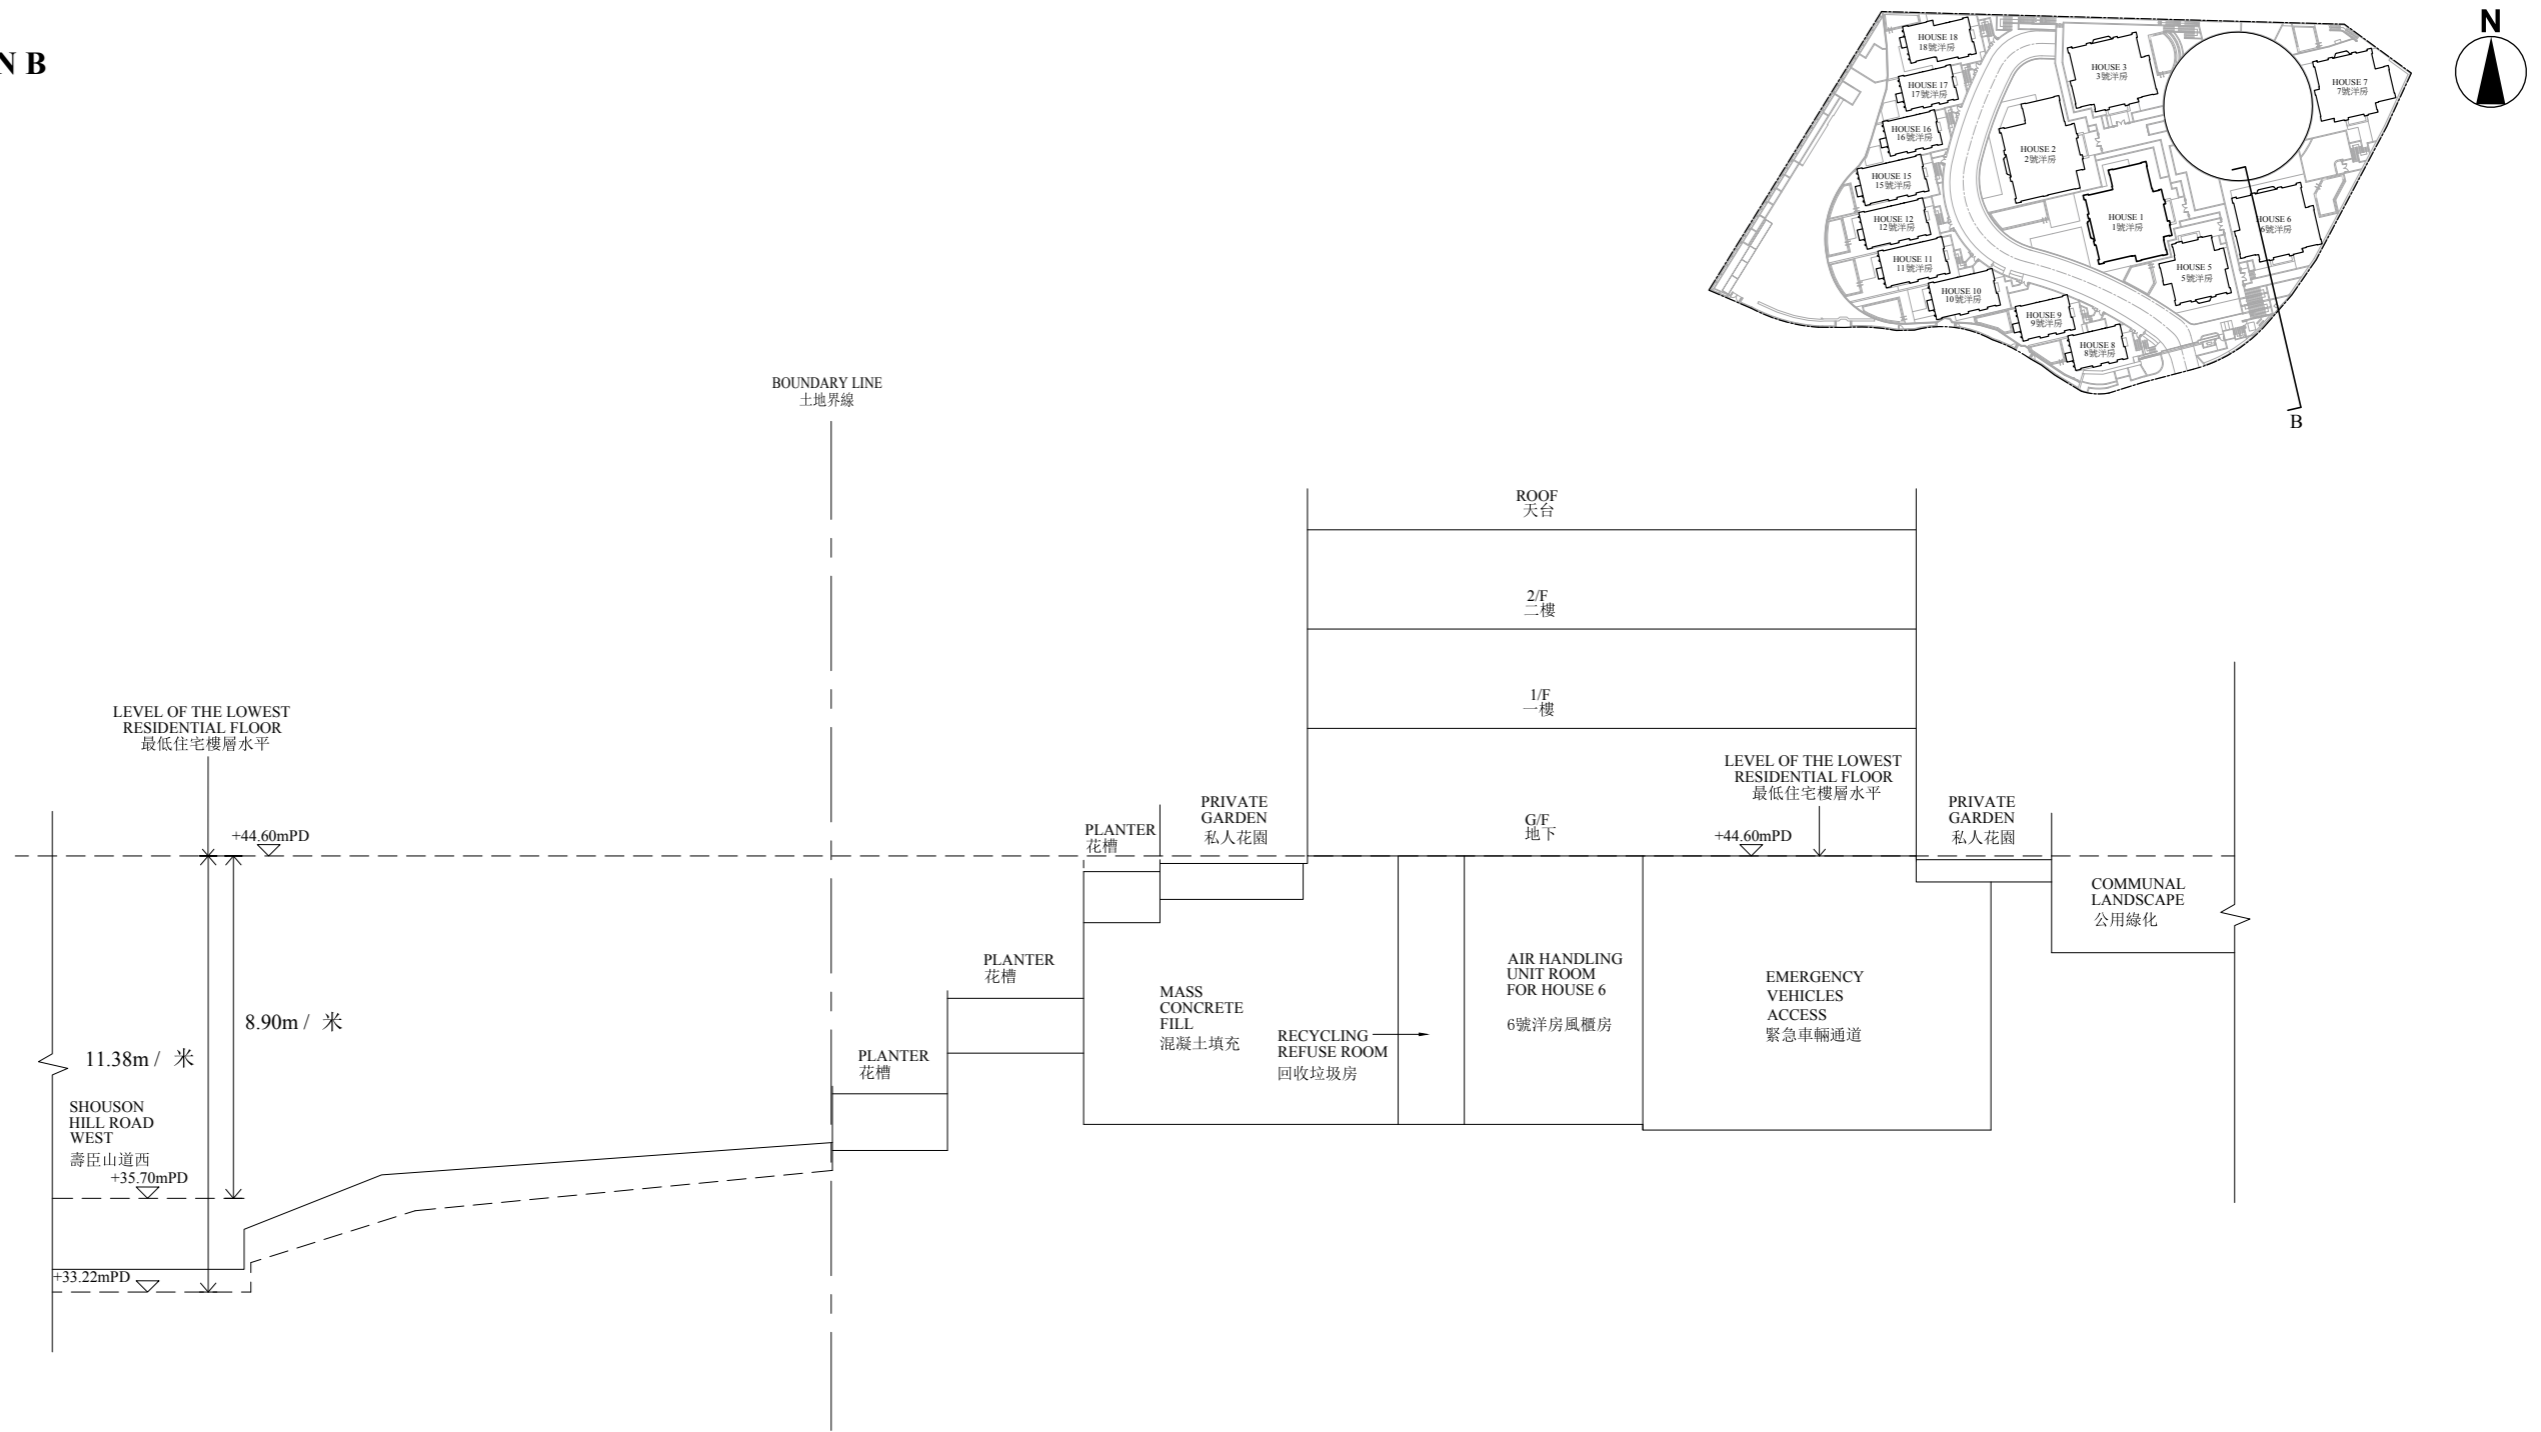 N B
N
HOUSE 18
18號洋房
HOUSE 17
17號洋房
HOUSE 16
16號洋房
HOUSE 15
15號洋房
HOUSE 12
12號洋房
HOUSE 11
11號洋房
HOUSE 10
10號洋房
HOUSE 9
9號洋房
HOUSE 8
8號洋房
HOUSE 3
3號洋房
HOUSE 2
2號洋房
HOUSE 1
1號洋房
HOUSE 5
5號洋房
HOUSE 6
6號洋房
HOUSE 7
7號洋房
B
BOUNDARY LINE
土地界線
ROOF
天台
2/F
二樓
1/F
一樓
G/F
地下
LEVEL OF THE LOWEST
RESIDENTIAL FLOOR
最低住宅樓層水平
+44.60mPD
8.90m / 米
11.38m / 米
SHOUSON
HILL ROAD
WEST
壽臣山道西
+35.70mPD
+33.22mPD
PLANTER
花槽
PLANTER
花槽
PLANTER
花槽
PRIVATE
GARDEN
私人花園
MASS
CONCRETE
FILL
混凝土填充
RECYCLING
REFUSE ROOM
回收垃圾房
AIR HANDLING
UNIT ROOM
FOR HOUSE 6
6號洋房風櫃房
LEVEL OF THE LOWEST
RESIDENTIAL FLOOR
最低住宅樓層水平
+44.60mPD
EMERGENCY
VEHICLES
ACCESS
緊急車輛通道
PRIVATE
GARDEN
私人花園
COMMUNAL
LANDSCAPE
公用綠化